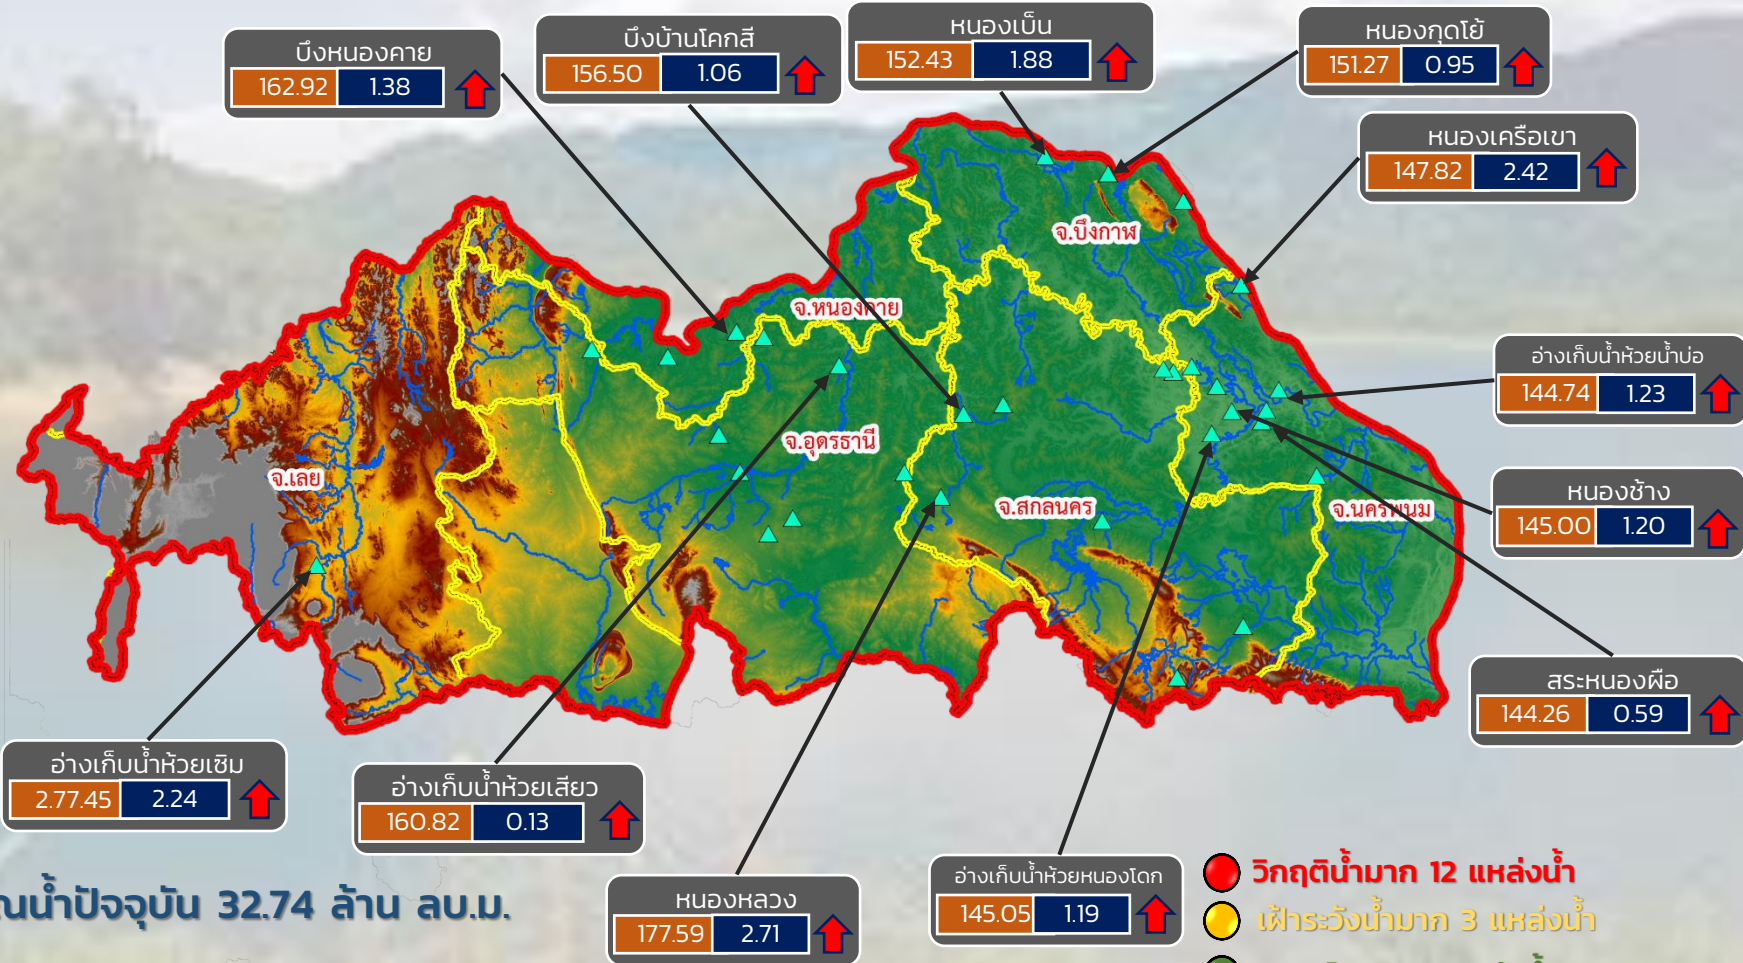 บึงหนองคาย
162.92 1.38
บึงบ้านโคกสี
156.50 1.06
หนองเบ็น
152.43 1.88
หนองกุดโย้
151.27 0.95
หนองเครือเขา
147.82 2.42
จ.บึงกาฬ
จ.หนองคาย
อ่างเก็บน้ำห้วยน้ำบ่อ
144.74 1.23
จ.อุดรธานี
จ.เลย
จ.สกลนคร
จ.นครพนม
หนองช้าง
145.00 1.20
สระหนองผือ
144.26 0.59
อ่างเก็บน้ำห้วยเซิม
2.77.45 2.24
อ่างเก็บน้ำห้วยเสียว
160.82 0.13
หนองหลวง
177.59 2.71
อ่างเก็บน้ำห้วยหนองโดก
145.05 1.19
ณน้ำปัจจุบัน 32.74 ล้าน ลบ.ม.
วิกฤติน้ำมาก 12 แหล่งน้ำ
เฝ้าระวังน้ำมาก 3 แหล่งน้ำ